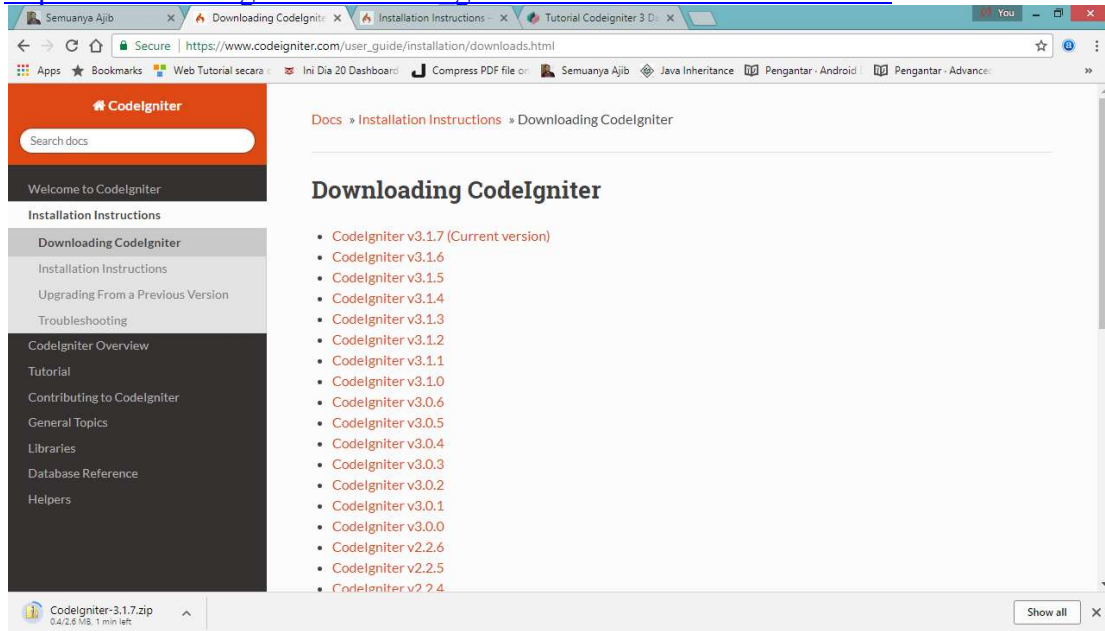 Semuanya Ajib
Downloading CodeIgnite
Installation Instructions –
Tutorial Codeigniter 3 Da
You
Secure | https://www.codeigniter.com/user_guide/installation/downloads.html
Apps
Bookmarks
Web Tutorial secara
Ini Dia 20 Dashboard
Compress PDF file on
Semuanya Ajib
Java Inheritance
Pengantar · Android
Pengantar · Advanced
»
CodeIgniter
Search docs
Welcome to CodeIgniter
Installation Instructions
Downloading CodeIgniter
Installation Instructions
Upgrading From a Previous Version
Troubleshooting
CodeIgniter Overview
Tutorial
Contributing to CodeIgniter
General Topics
Libraries
Database Reference
Helpers
Docs » Installation Instructions » Downloading CodeIgniter
Downloading CodeIgniter
• CodeIgniter v3.1.7 (Current version)
• CodeIgniter v3.1.6
• CodeIgniter v3.1.5
• CodeIgniter v3.1.4
• CodeIgniter v3.1.3
• CodeIgniter v3.1.2
• CodeIgniter v3.1.1
• CodeIgniter v3.1.0
• CodeIgniter v3.0.6
• CodeIgniter v3.0.5
• CodeIgniter v3.0.4
• CodeIgniter v3.0.3
• CodeIgniter v3.0.2
• CodeIgniter v3.0.1
• CodeIgniter v3.0.0
• CodeIgniter v2.2.6
• CodeIgniter v2.2.5
• CodeIgniter v2.2.4
CodeIgniter-3.1.7.zip
0.4/2.6 MB, 1 min left
Show all